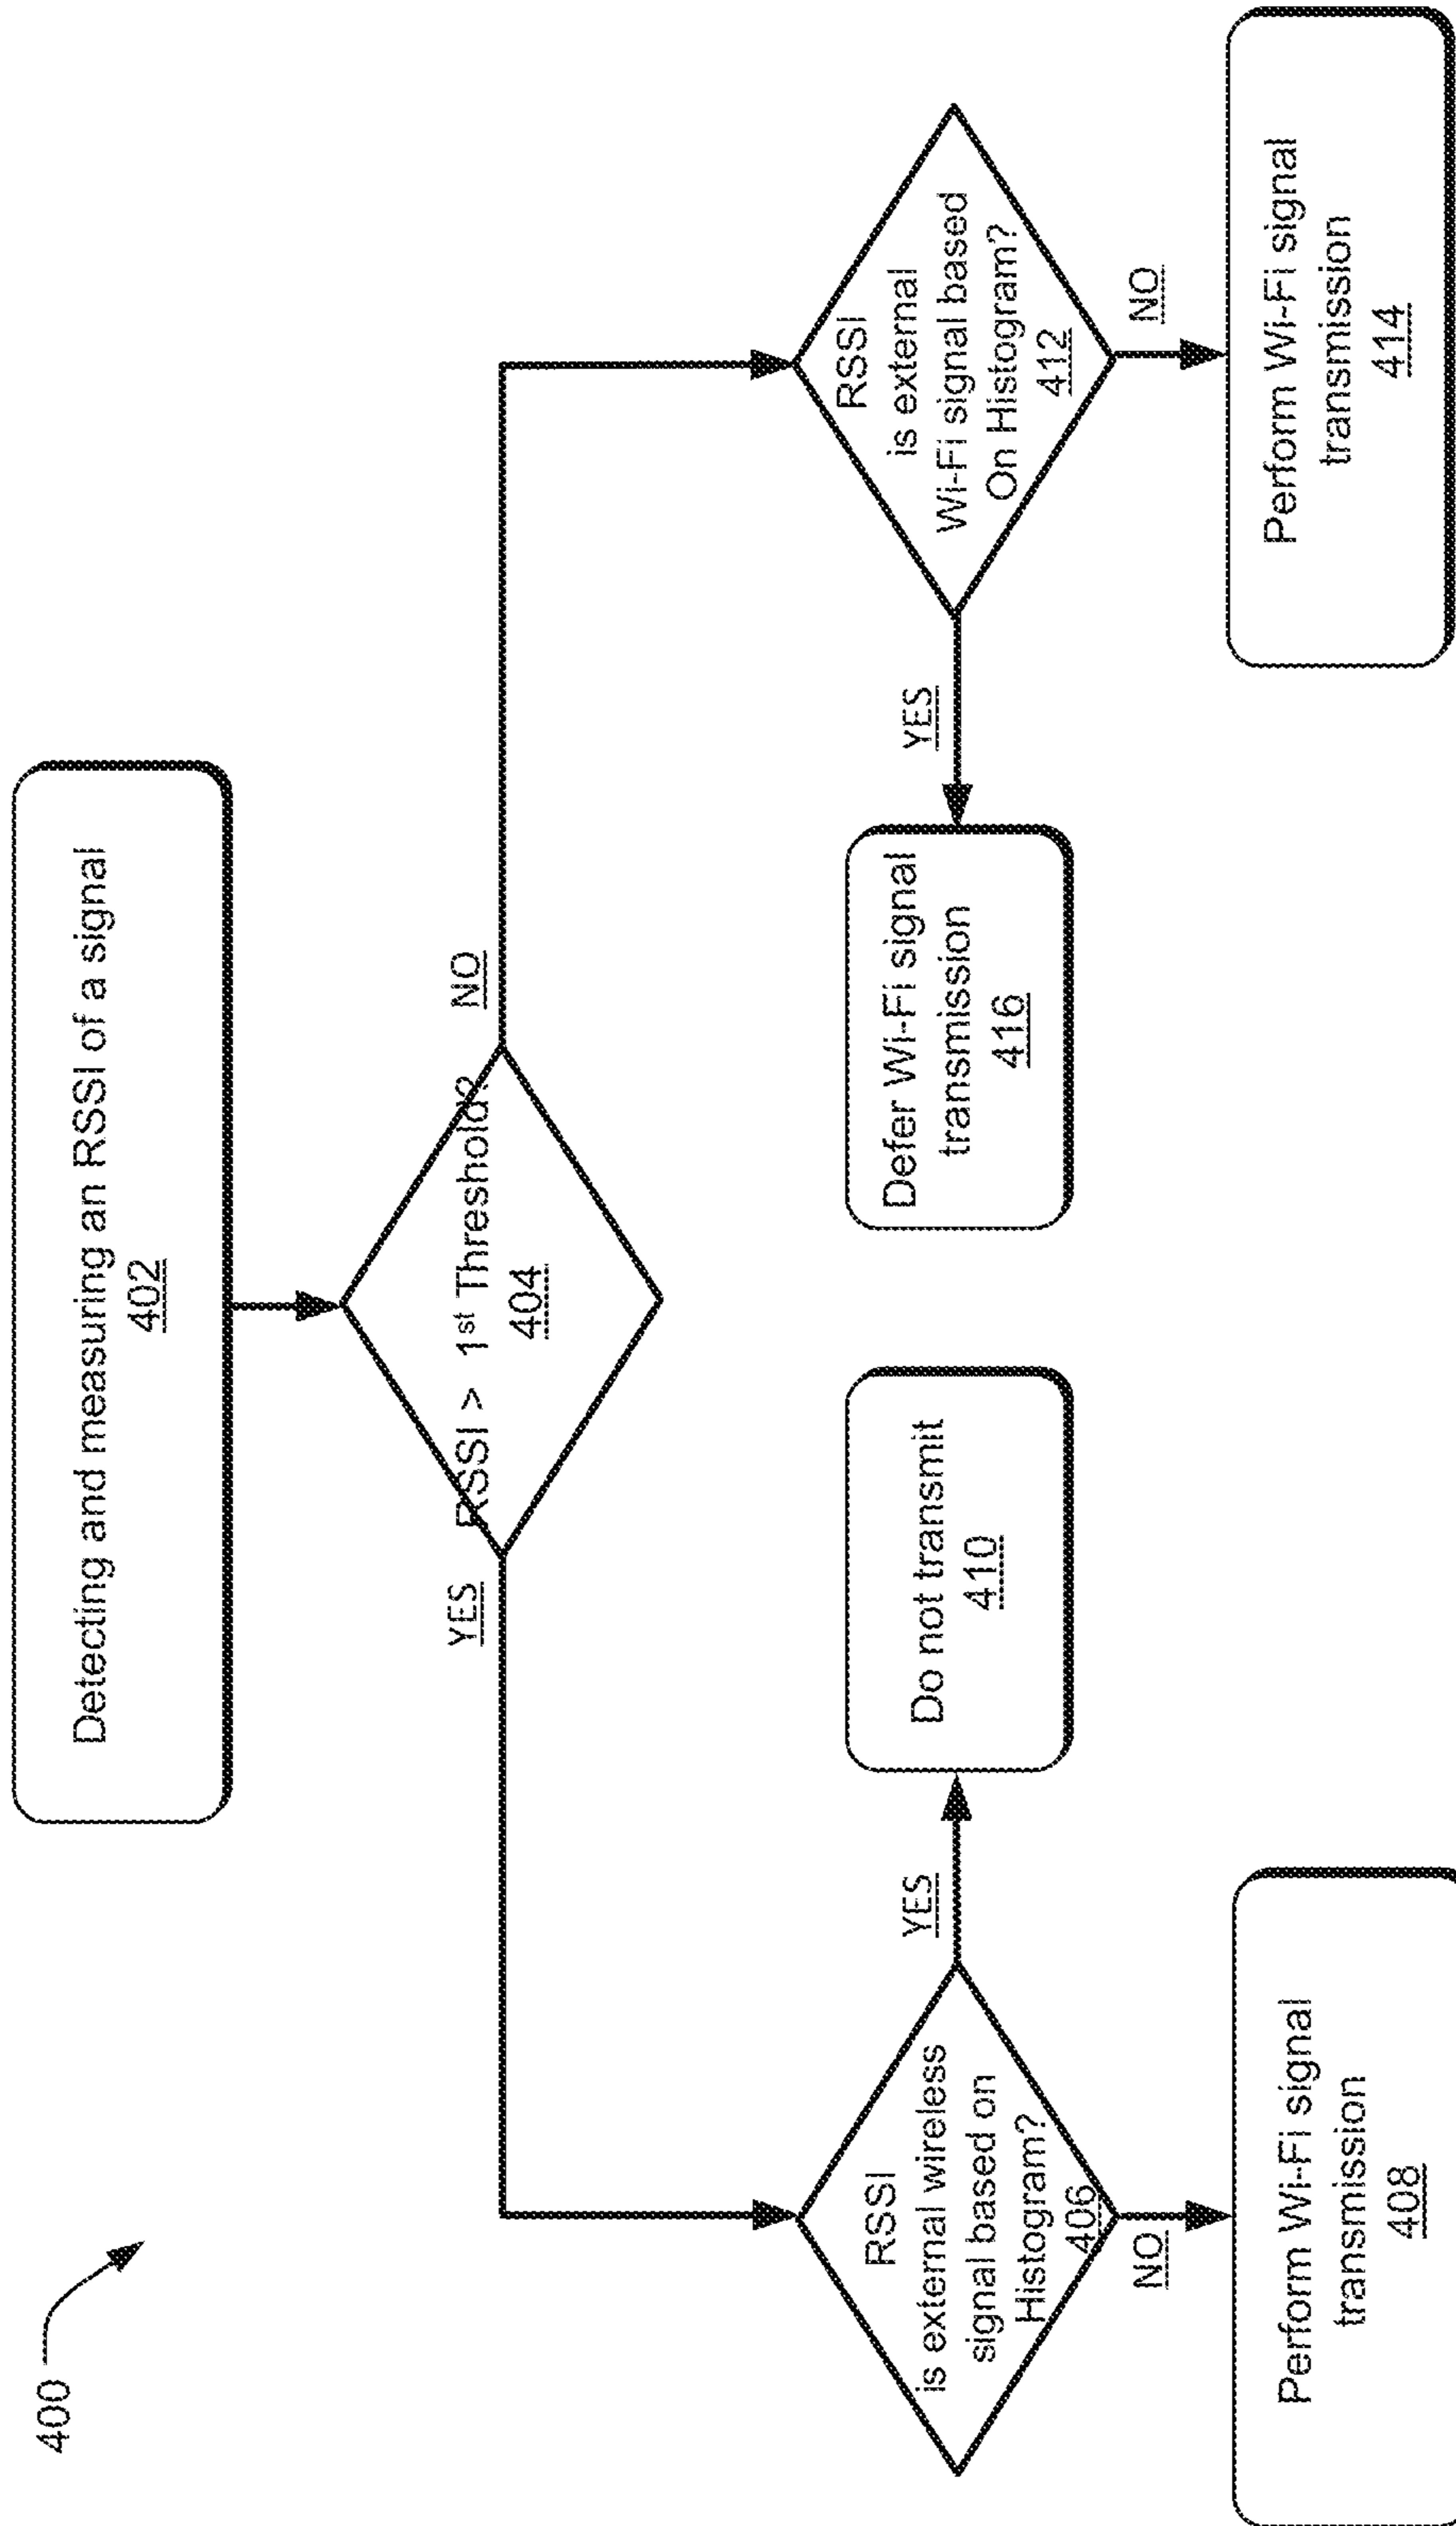 400
Detecting and measuring an RSSI of a signal
402
RSSI > 1st Threshold?
404
YES
NO
RSSI
is external wireless
signal based on
Histogram?
406
YES
NO
Do not transmit
410
Perform Wi-Fi signal
transmission
408
RSSI
is external
Wi-Fi signal based
On Histogram?
412
YES
NO
Defer Wi-Fi signal
transmission
416
Perform Wi-Fi signal
transmission
414